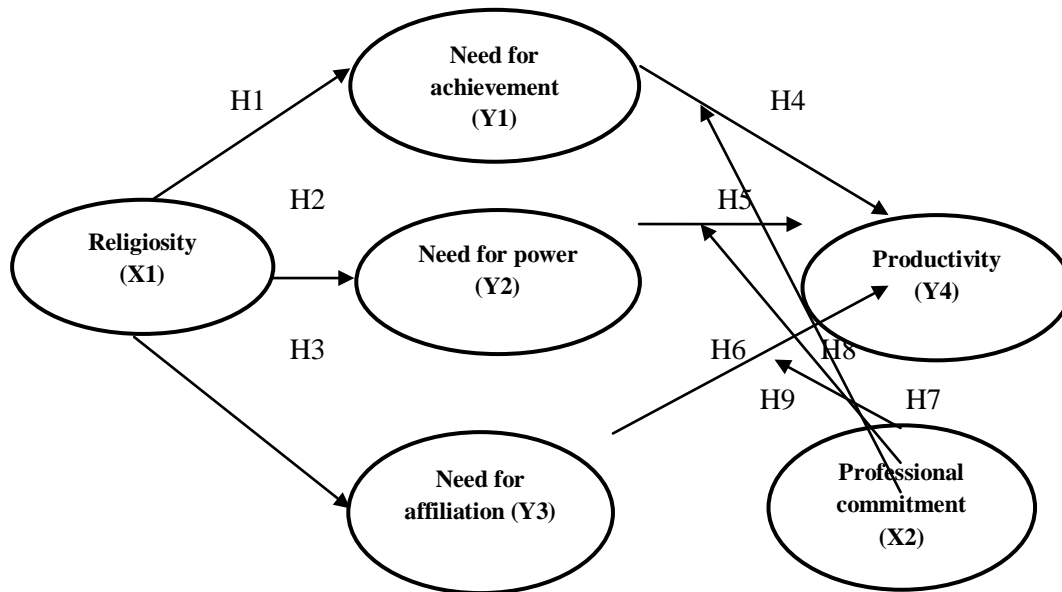 Need for
achievement
(Y1)
H1
H4
H2
H5
Religiosity
(X1)
Need for power
(Y2)
Productivity
(Y4)
H3
H6
H8
H9
H7
Need for
affiliation (Y3)
Professional
commitment
(X2)